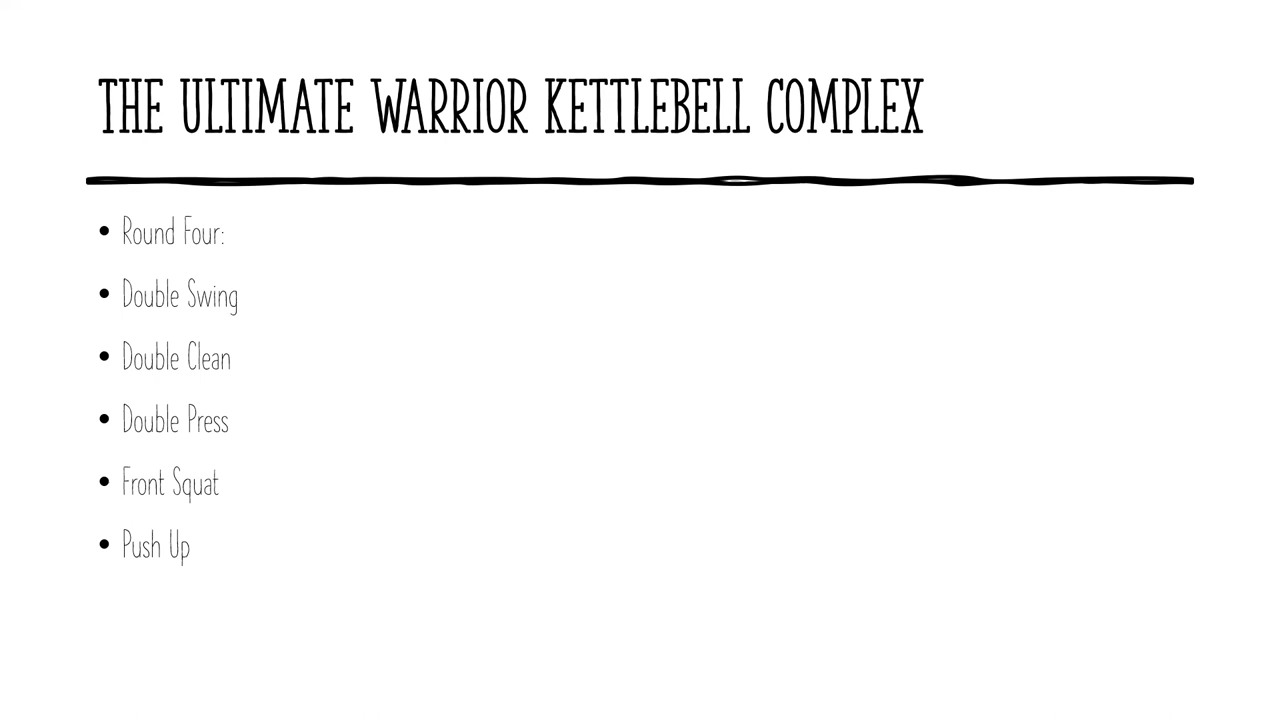 THE ULTIMATE WARRIOR KETTLEBELL COMPLEX
• Round Four:
• Double Swing
• Double Clean
• Double Press
• Front Squat
• Push Up